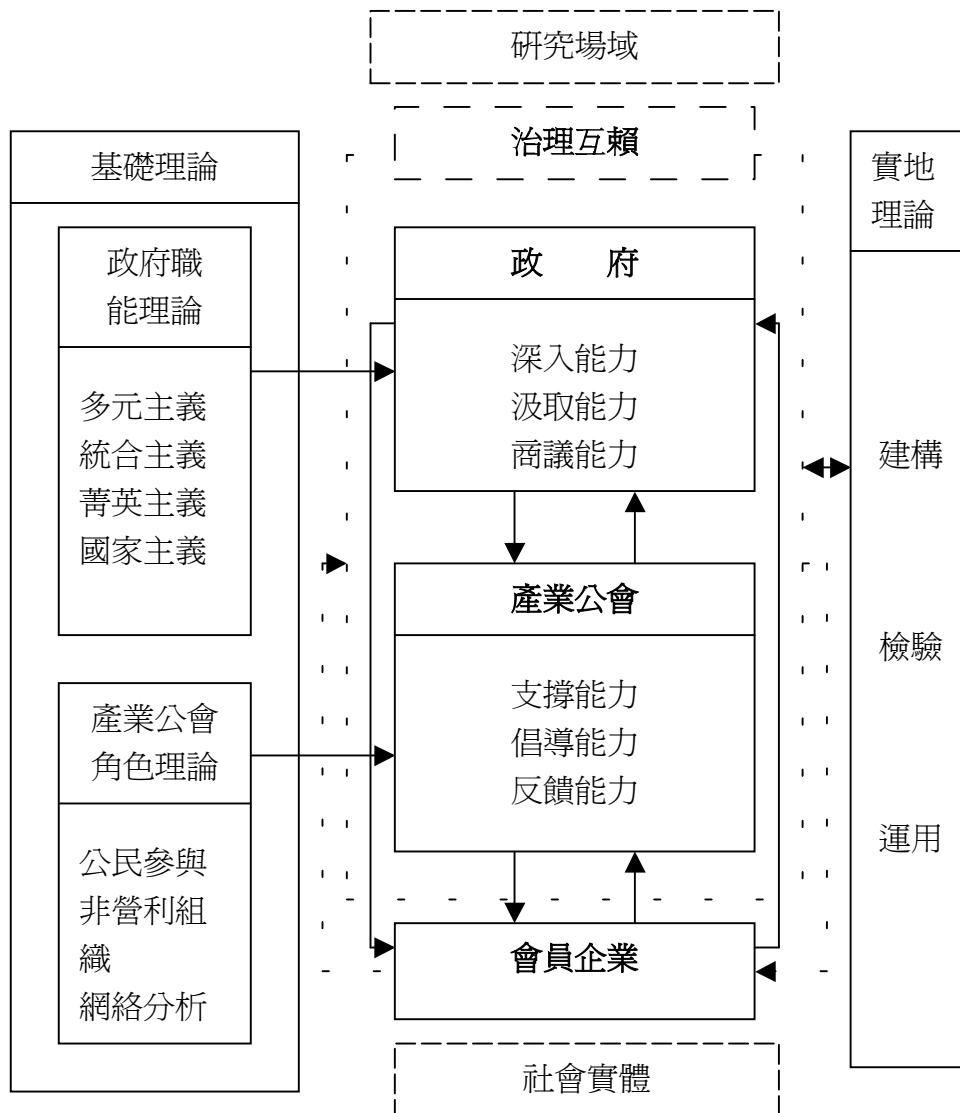 研究場域
治理互賴
基礎理論
政府職
能理論
多元主義
統合主義
菁英主義
國家主義
產業公會
角色理論
公民參與
非營利組
織
網絡分析
政　　府
深入能力
汲取能力
商議能力
產業公會
支撐能力
倡導能力
反饋能力
會員企業
社會實體
實地
理論
建構
檢驗
運用